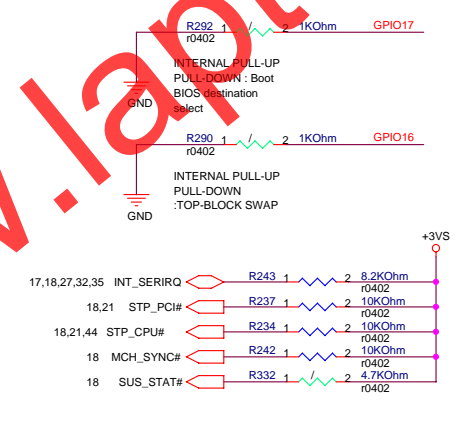 R292 1 / 2 1KOhm GPIO17
r0402
INTERNAL PULL-UP
PULL-DOWN : Boot
BIOS destination
select
GND
R290 1 / 2 1KOhm GPIO16
r0402
INTERNAL PULL-UP
PULL-DOWN
:TOP-BLOCK SWAP
GND
+3VS
17,18,27,32,35 INT_SERIRQ R243 1 2 8.2KOhm
r0402
18,21 STP_PCI# R237 1 2 10KOhm
r0402
18,21,44 STP_CPU# R234 1 2 10KOhm
r0402
18 MCH_SYNC# R242 1 2 10KOhm
r0402
18 SUS_STAT# R332 1 / 2 4.7KOhm
r0402
w.lap